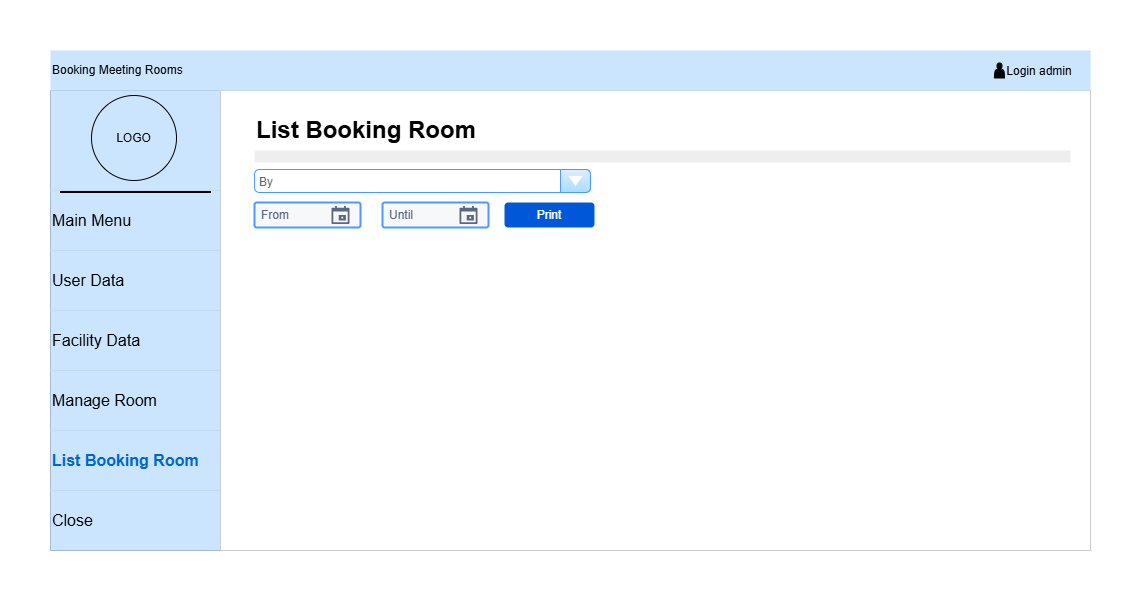 Booking Meeting Rooms
Login admin
LOGO
Main Menu
User Data
Facility Data
Manage Room
List Booking Room
Close
List Booking Room
By
From
Until
Print